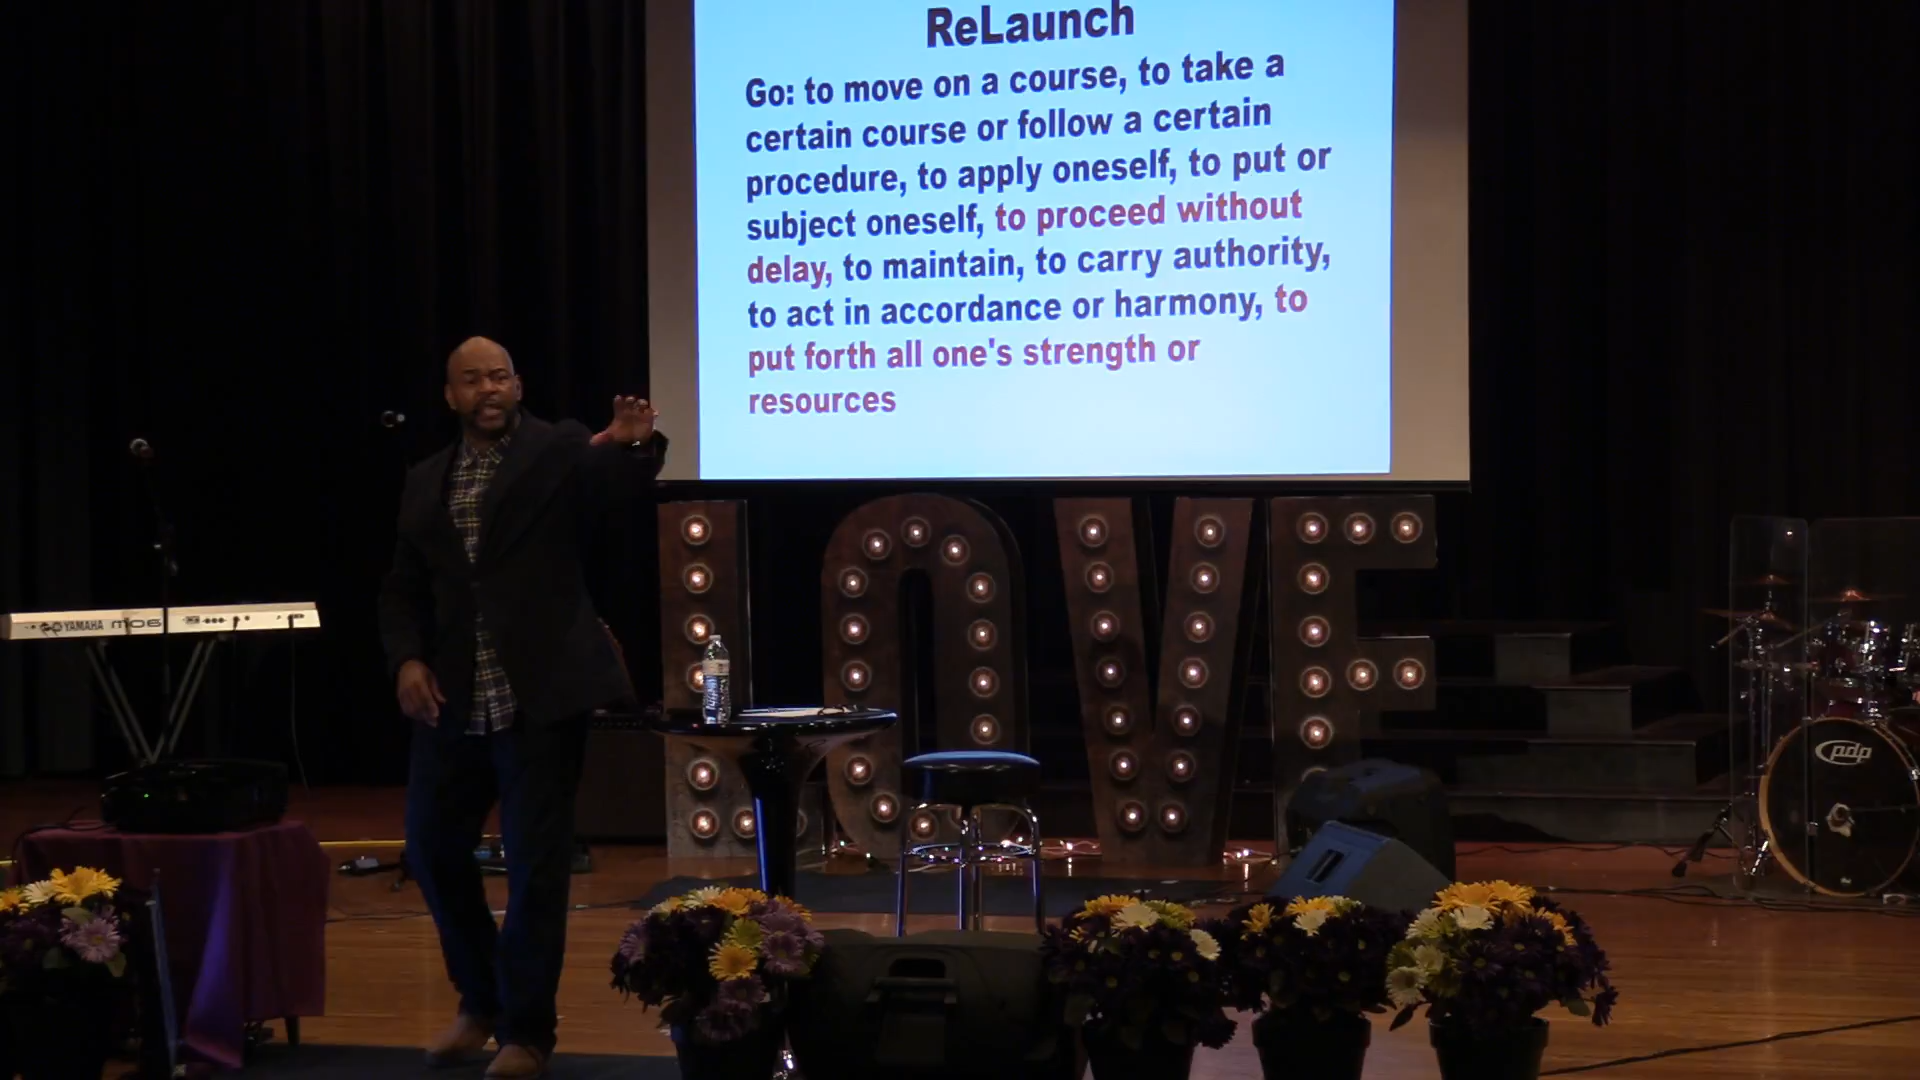 ReLaunch
Go: to move on a course, to take a
certain course or follow a certain
procedure, to apply oneself, to put or
subject oneself, to proceed without
delay, to maintain, to carry authority,
to act in accordance or harmony, to
put forth all one's strength or
resources
LOVE
YAMAHA MO6
pdp